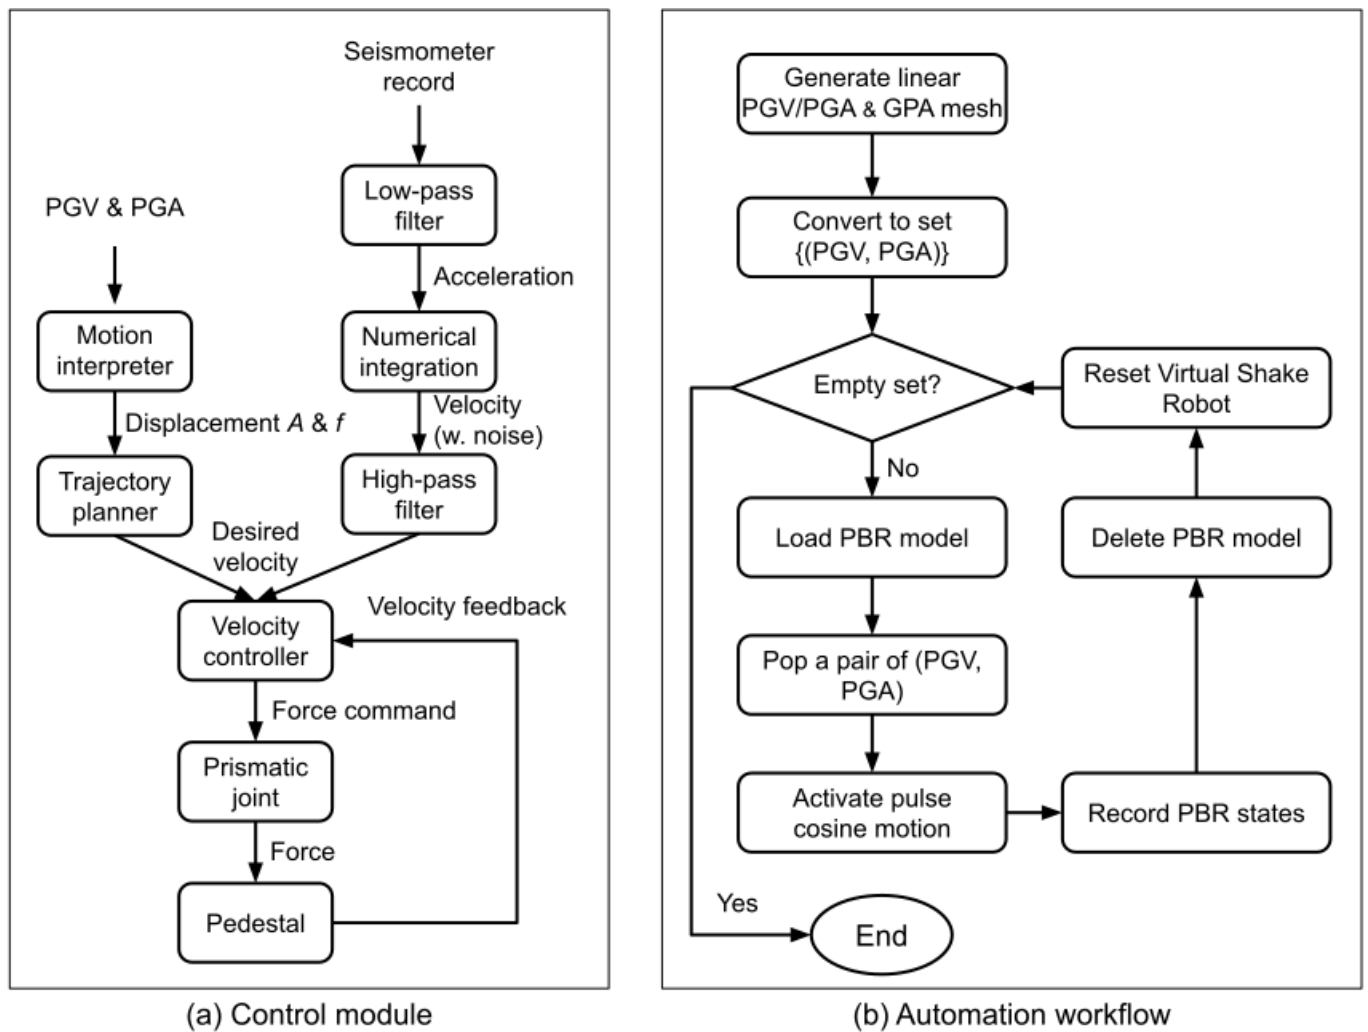 Seismometer
record
Low-pass
filter
PGV & PGA
Acceleration
Motion
interpreter
Numerical
integration
Displacement A & f
Velocity
(w. noise)
Trajectory
planner
High-pass
filter
Desired
velocity
Velocity feedback
Velocity
controller
Force command
Prismatic
joint
Force
Pedestal
(a) Control module
Generate linear
PGV/PGA & GPA mesh
Convert to set
{(PGV, PGA)}
Empty set?
Reset Virtual Shake
Robot
No
Load PBR model
Delete PBR model
Pop a pair of (PGV,
PGA)
Activate pulse
cosine motion
Record PBR states
Yes
End
(b) Automation workflow